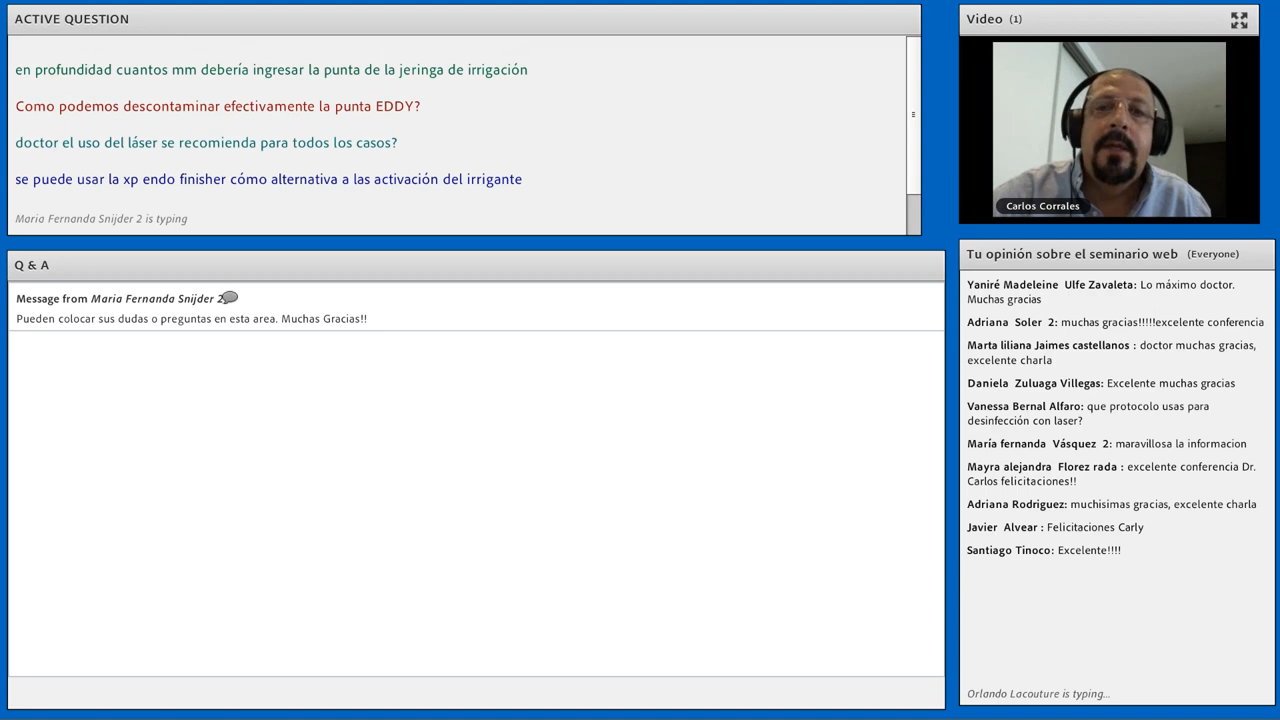 ACTIVE QUESTION
en profundidad cuantos mm debería ingresar la punta de la jeringa de irrigación
Como podemos descontaminar efectivamente la punta EDDY?
doctor el uso del láser se recomienda para todos los casos?
se puede usar la xp endo finisher cómo alternativa a las activación del irrigante
Maria Fernanda Snijder 2 is typing
Q & A
Message from Maria Fernanda Snijder 2
Pueden colocar sus dudas o preguntas en esta area. Muchas Gracias!!
Video (1)
Carlos Corrales
Tu opinión sobre el seminario web (Everyone)
Yaniré Madeleine Ulfe Zavaleta: Lo máximo doctor.
Muchas gracias
Adriana Soler 2: muchas gracias!!!!!excelente conferencia
Marta liliana Jaimes castellanos : doctor muchas gracias,
excelente charla
Daniela Zuluaga Villegas: Excelente muchas gracias
Vanessa Bernal Alfaro: que protocolo usas para
desinfección con laser?
María fernanda Vásquez 2: maravillosa la informacion
Mayra alejandra Florez rada : excelente conferencia Dr.
Carlos felicitaciones!!
Adriana Rodriguez: muchisimas gracias, excelente charla
Javier Alvear : Felicitaciones Carly
Santiago Tinoco: Excelente!!!!
Orlando Lacouture is typing...